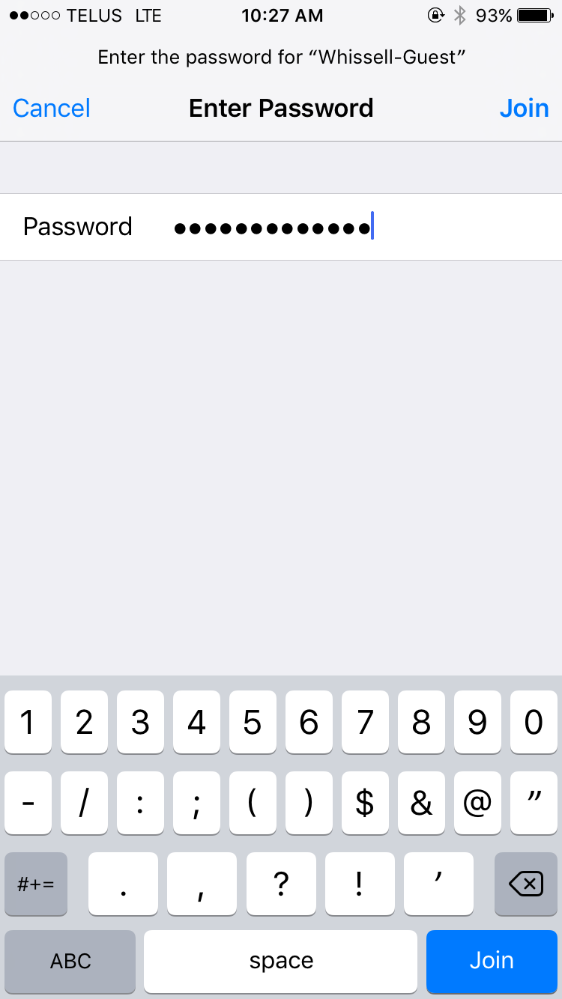 ●●○○○ TELUS LTE 10:27 AM 93%
Enter the password for “Whissell-Guest”
Cancel Enter Password Join
Password ●●●●●●●●●●●●●
1 2 3 4 5 6 7 8 9 0
- / : ; ( ) $ & @ ”
#+= . , ? ! ’
ABC space Join